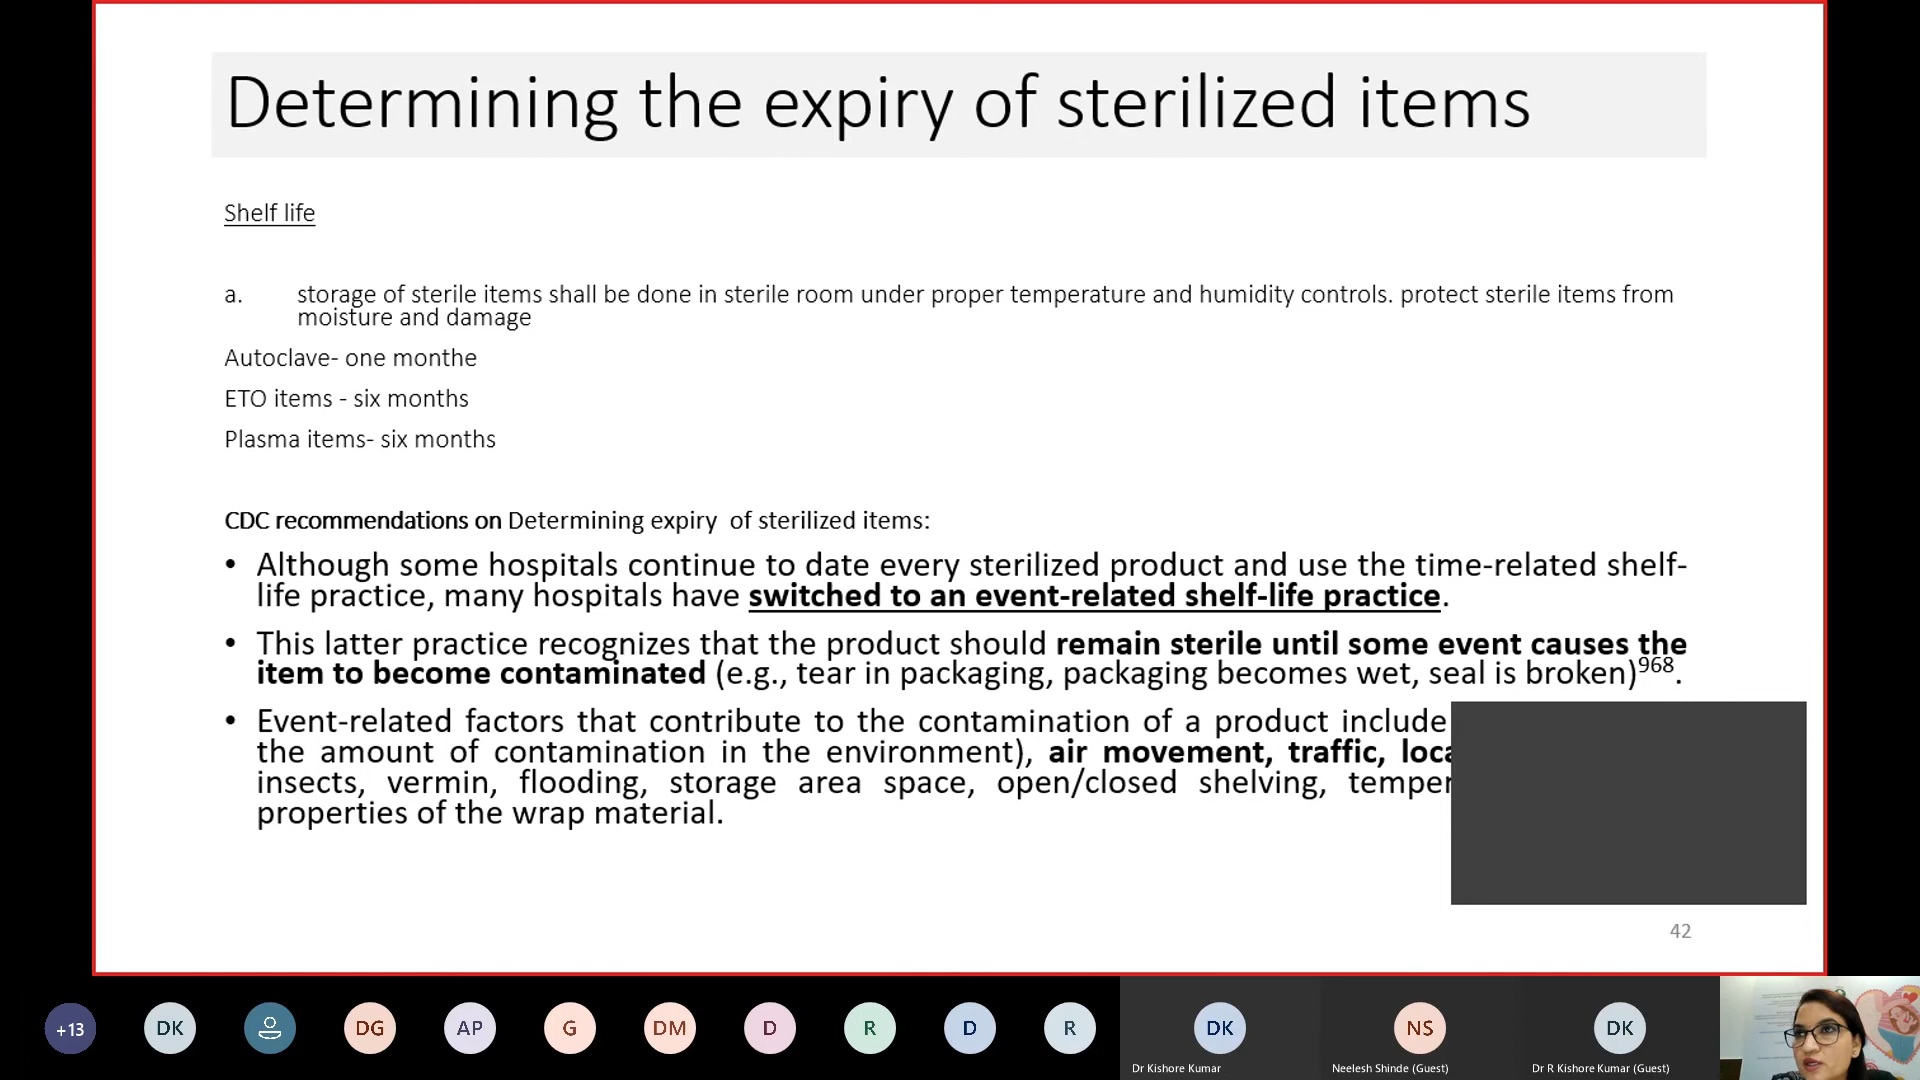 Determining the expiry of sterilized items
Shelf life
a. storage of sterile items shall be done in sterile room under proper temperature and humidity controls. protect sterile items from
moisture and damage
Autoclave- one monthe
ETO items - six months
Plasma items- six months
CDC recommendations on Determining expiry of sterilized items:
• Although some hospitals continue to date every sterilized product and use the time-related shelf-
life practice, many hospitals have switched to an event-related shelf-life practice.
• This latter practice recognizes that the product should remain sterile until some event causes the
item to become contaminated (e.g., tear in packaging, packaging becomes wet, seal is broken)968.
• Event-related factors that contribute to the contamination of a product include
the amount of contamination in the environment), air movement, traffic,
insects, vermin, flooding, storage area space, open/closed shelving,
properties of the wrap material.
42
+13 DK DG AP G DM D R D R DK NS DK
Dr Kishore Kumar Neelesh Shinde (Guest) Dr R Kishore Kumar (Guest)